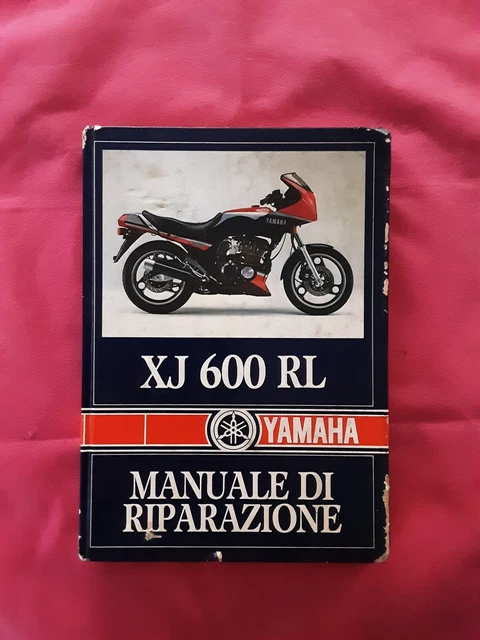 YAMAHA
XJ 600 RL
YAMAHA
MANUALE DI
RIPARAZIONE